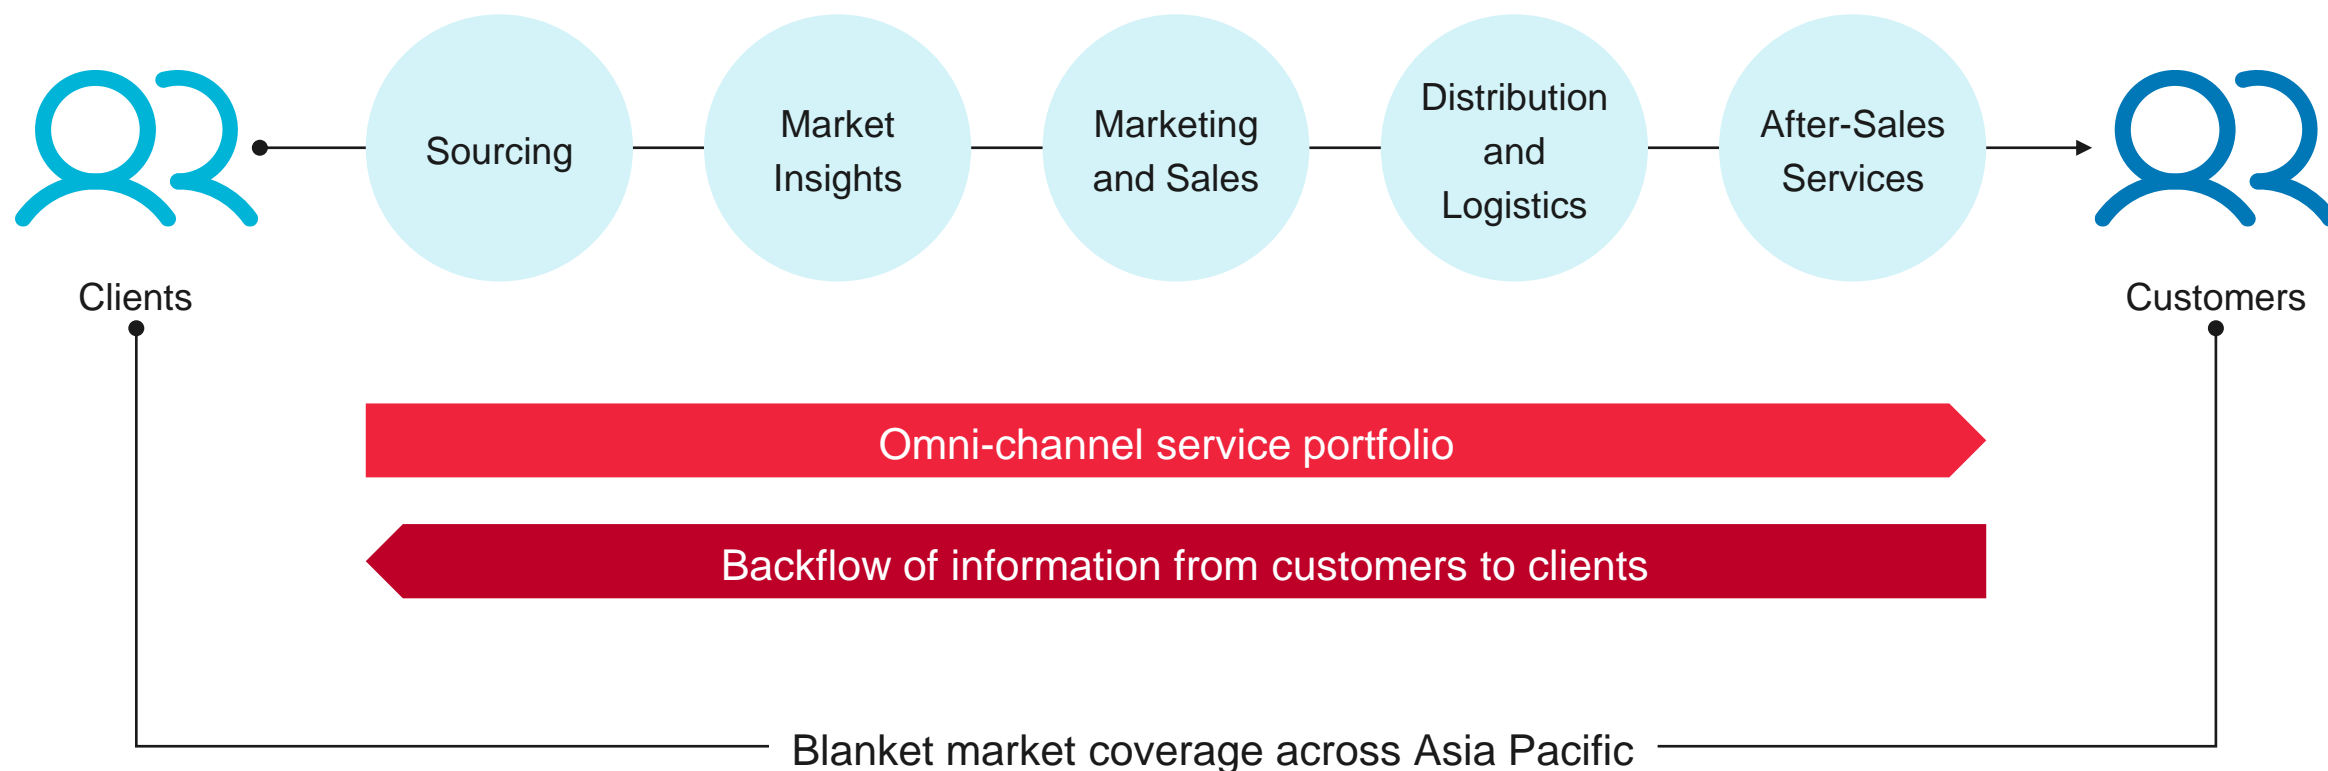 Sourcing
Market
Insights
Marketing
and Sales
Distribution
and
Logistics
After-Sales
Services
Clients
Customers
Omni-channel service portfolio
Backflow of information from customers to clients
Blanket market coverage across Asia Pacific